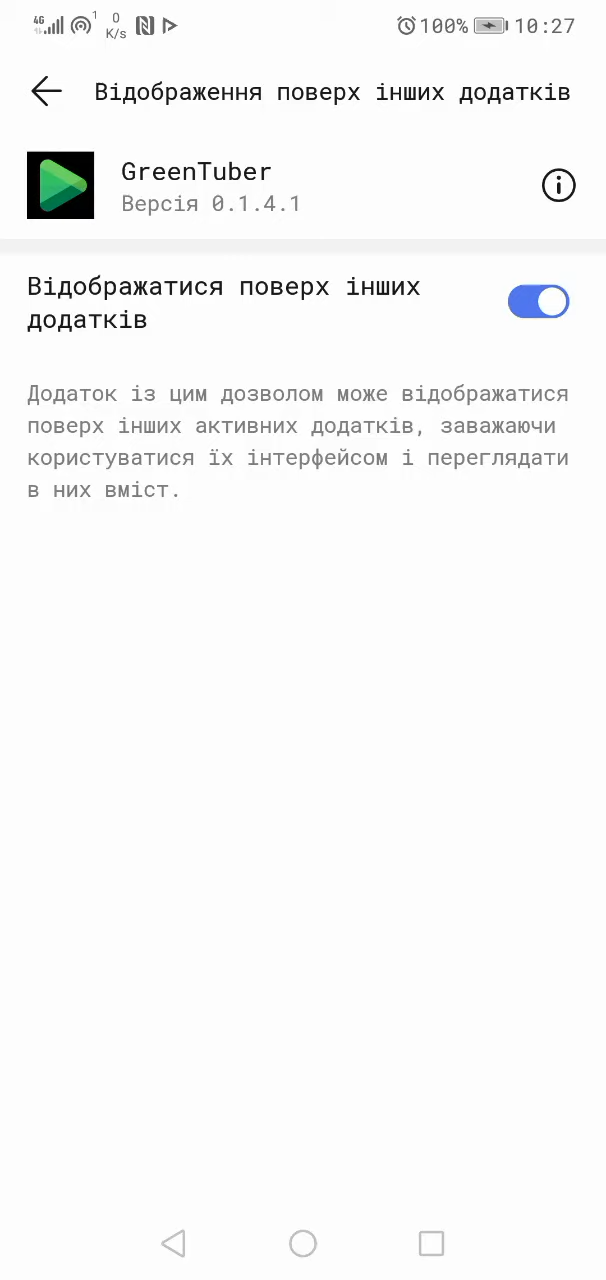 4G 1 0 K/s 100% 10:27
Відображення поверх інших додатків
GreenTuber
Версія 0.1.4.1
Відображатися поверх інших
додатків
Додаток із цим дозволом може відображатися
поверх інших активних додатків, заважаючи
користуватися їх інтерфейсом і переглядати
в них вміст.